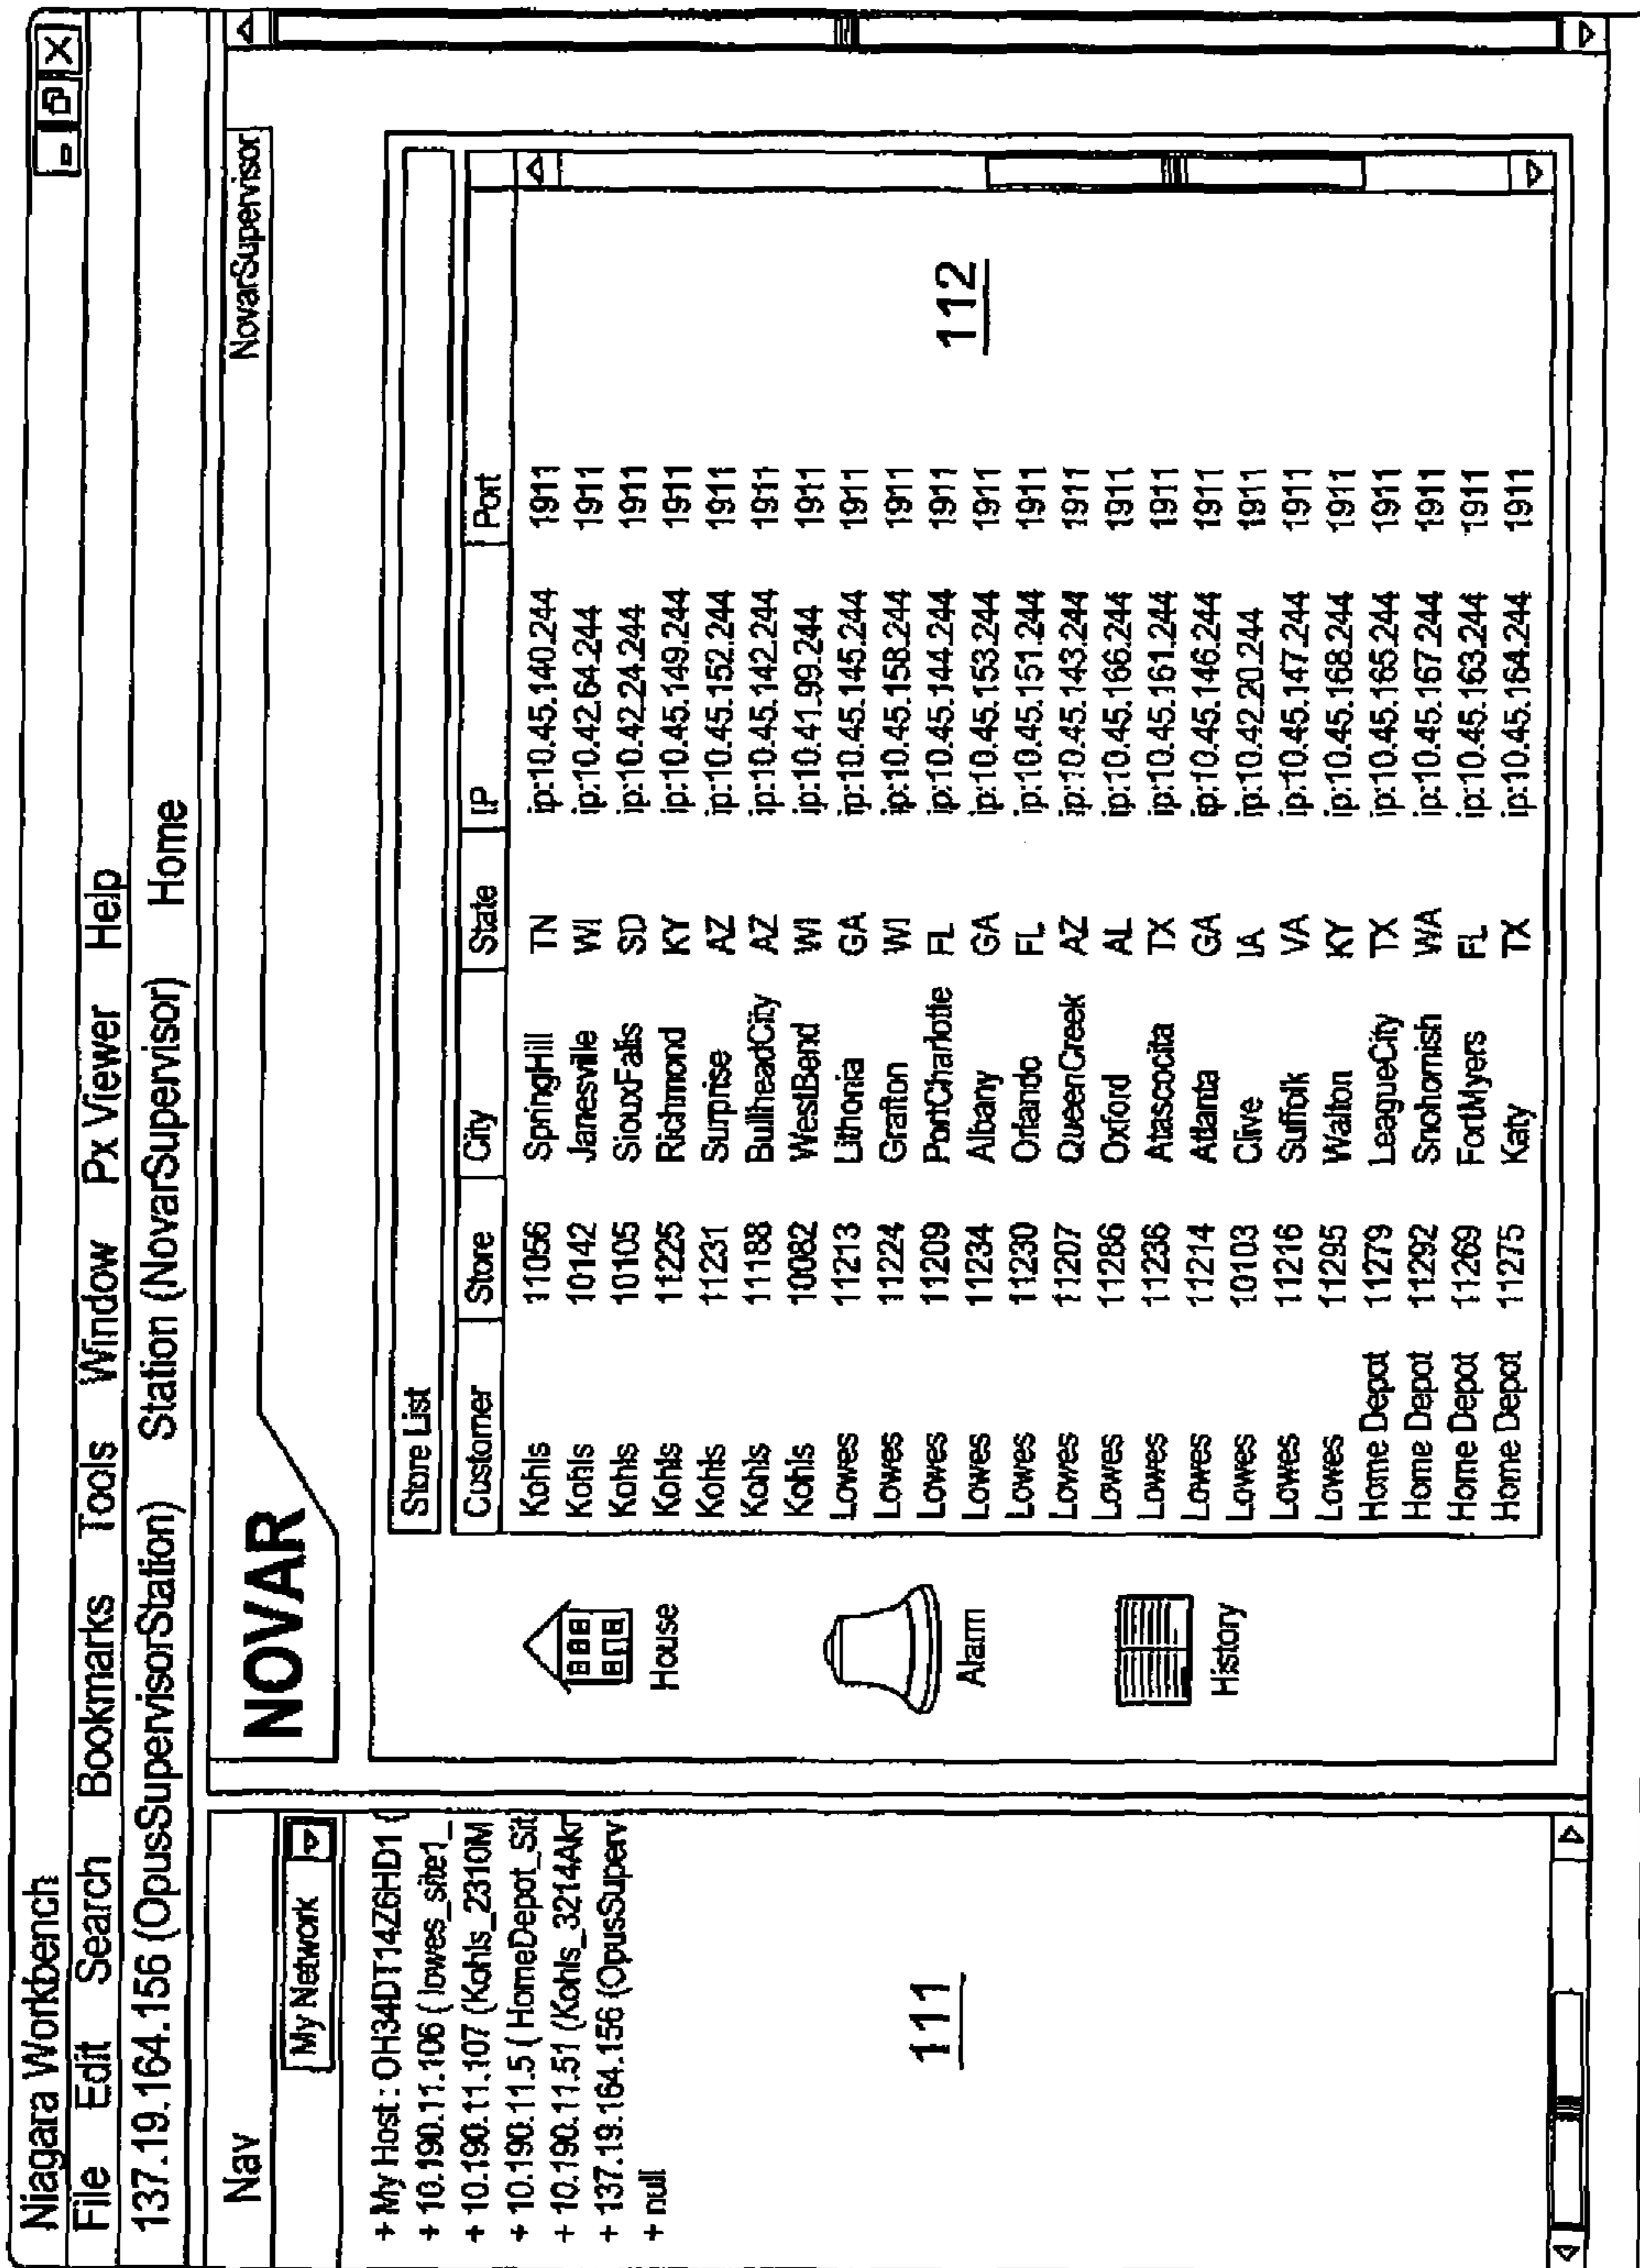 Niagara Workbench
File Edit Search Bookmarks Tools Window Px Viewer Help
137.19.164.156 (OpusSupervisorStation) Station (NovarSupervisor) Home
Nav
My Network
+ My Host : OH34DT14Z6HD1 (
+ 10.190.11.106 ( lowes_site1_
+ 10.190.11.107 (Kohls_2310M
+ 10.190.11.5 ( HomeDepot_Sit
+ 10.190.11.51 (Kohls_3214Akr
+ 137.19.164.156 (OpusSuperv
+ null
111
NOVAR
NovarSupervisor
House
Alarm
History
Store List
Customer Store City State IP Port
Kohls 11056 SpringHill TN ip:10.45.140.244 1911
Kohls 10142 Janesville WI ip:10.42.64.244 1911
Kohls 10105 SiouxFalls SD ip:10.42.24.244 1911
Kohls 11225 Richmond KY ip:10.45.149.244 1911
Kohls 11231 Surprise AZ ip:10.45.152.244 1911
Kohls 11188 BullheadCity AZ ip:10.45.142.244 1911
Kohls 10082 WestBend WI ip:10.41.99.244 1911
Lowes 11213 Lithonia GA ip:10.45.145.244 1911
Lowes 11224 Grafton WI ip:10.45.158.244 1911
Lowes 11209 PortCharlotte FL ip:10.45.144.244 1911
Lowes 11234 Albany GA ip:10.45.153.244 1911
Lowes 11230 Orlando FL ip:10.45.151.244 1911
Lowes 11207 QueenCreek AZ ip:10.45.143.244 1911
Lowes 11286 Oxford AL ip:10.45.166.244 1911
Lowes 11236 Atascocita TX ip:10.45.161.244 1911
Lowes 11214 Atlanta GA ip:10.45.146.244 1911
Lowes 10103 Clive IA ip:10.42.20.244 1911
Lowes 11216 Suffolk VA ip:10.45.147.244 1911
Lowes 11295 Walton KY ip:10.45.168.244 1911
Home Depot 11279 LeagueCity TX ip:10.45.165.244 1911
Home Depot 11292 Snohomish WA ip:10.45.167.244 1911
Home Depot 11269 FortMyers FL ip:10.45.163.244 1911
Home Depot 11275 Katy TX ip:10.45.164.244 1911
112